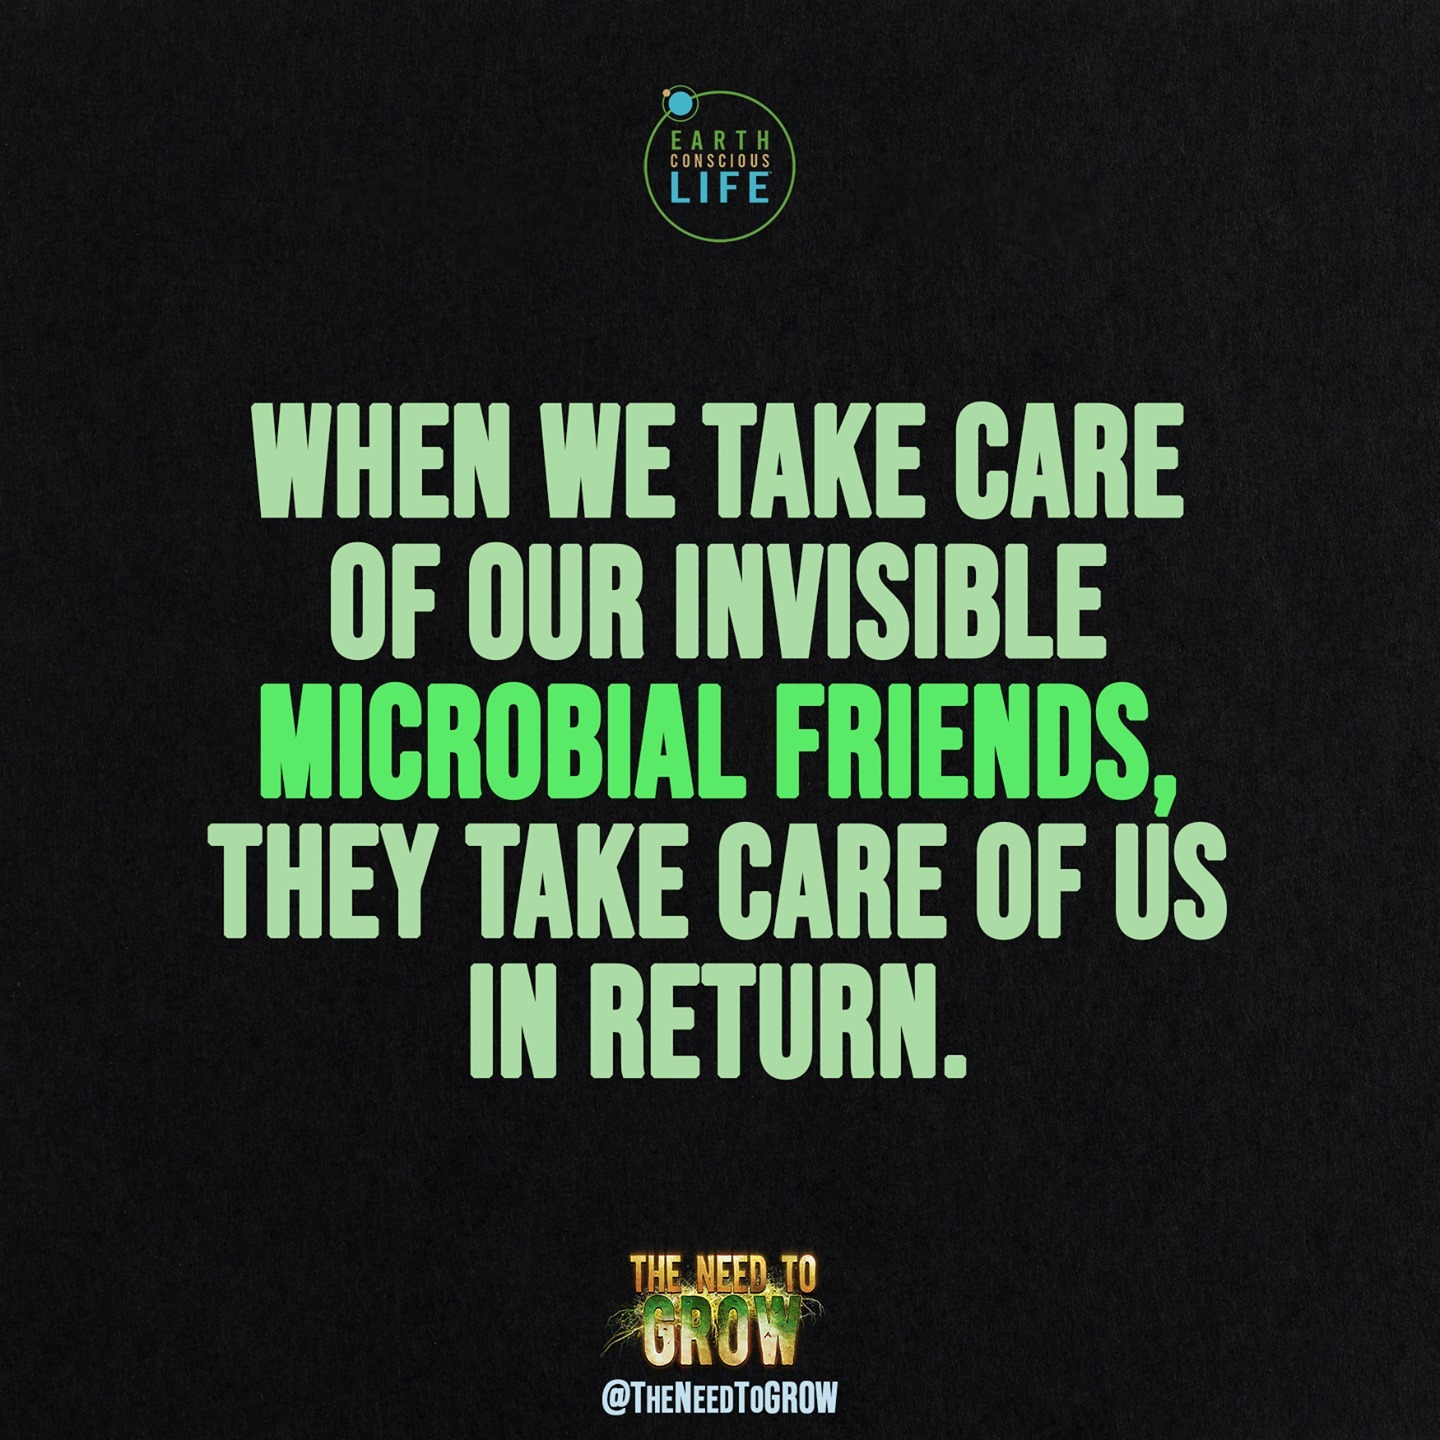 EARTH
CONSCIOUS
LIFE
WHEN WE TAKE CARE
OF OUR INVISIBLE
MICROBIAL FRIENDS,
THEY TAKE CARE OF US
IN RETURN.
THE NEED TO
GROW
@THENEEDTOGROW